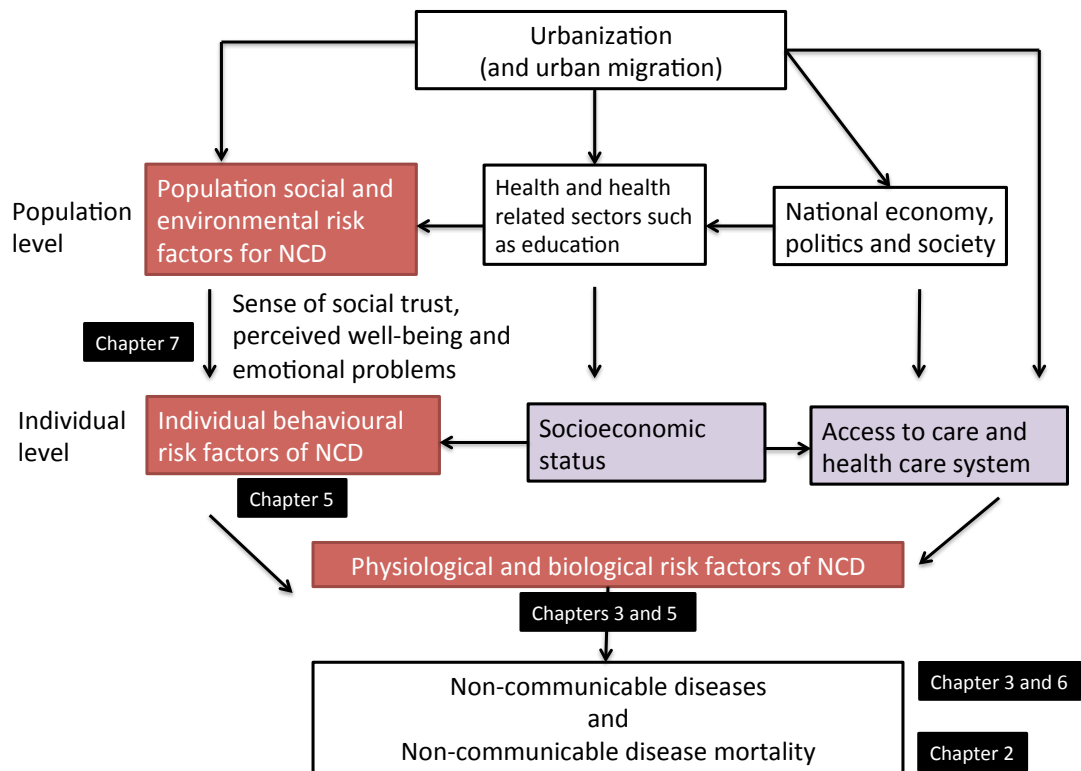 Urbanization
(and urban migration)
Population
level
Population social and
environmental risk
factors for NCD
Health and health
related sectors such
as education
National economy,
politics and society
Chapter 7
Sense of social trust,
perceived well-being and
emotional problems
Individual
level
Individual behavioural
risk factors of NCD
Socioeconomic
status
Access to care and
health care system
Chapter 5
Physiological and biological risk factors of NCD
Chapters 3 and 5
Non-communicable diseases
and
Non-communicable disease mortality
Chapter 3 and 6
Chapter 2